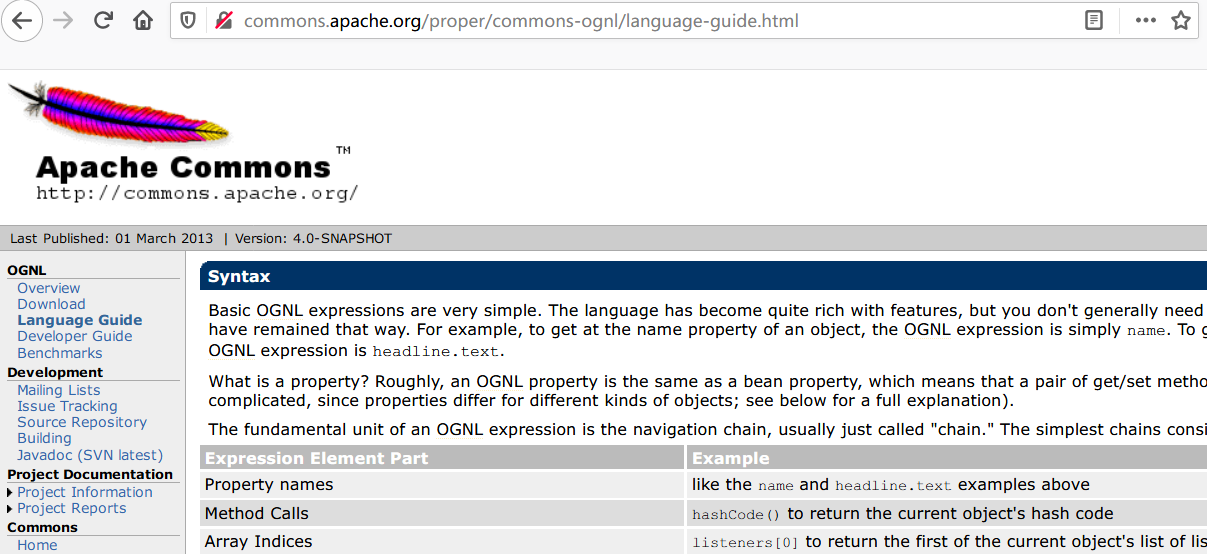 commons.apache.org/proper/commons-ognl/language-guide.html
Apache Commons ™
http://commons.apache.org/
Last Published: 01 March 2013 | Version: 4.0-SNAPSHOT
OGNL
Overview
Download
Language Guide
Developer Guide
Benchmarks
Development
Mailing Lists
Issue Tracking
Source Repository
Building
Javadoc (SVN latest)
Project Documentation
Project Information
Project Reports
Commons
Home
Syntax
Basic OGNL expressions are very simple. The language has become quite rich with features, but you don't generally need
have remained that way. For example, to get at the name property of an object, the OGNL expression is simply name. To
OGNL expression is headline.text.
What is a property? Roughly, an OGNL property is the same as a bean property, which means that a pair of get/set
complicated, since properties differ for different kinds of objects; see below for a full explanation).
The fundamental unit of an OGNL expression is the navigation chain, usually just called "chain." The simplest chains
Expression Element Part Example
Property names like the name and headline.text examples above
Method Calls hashCode() to return the current object's hash code
Array Indices listeners[0] to return the first of the current object's list of